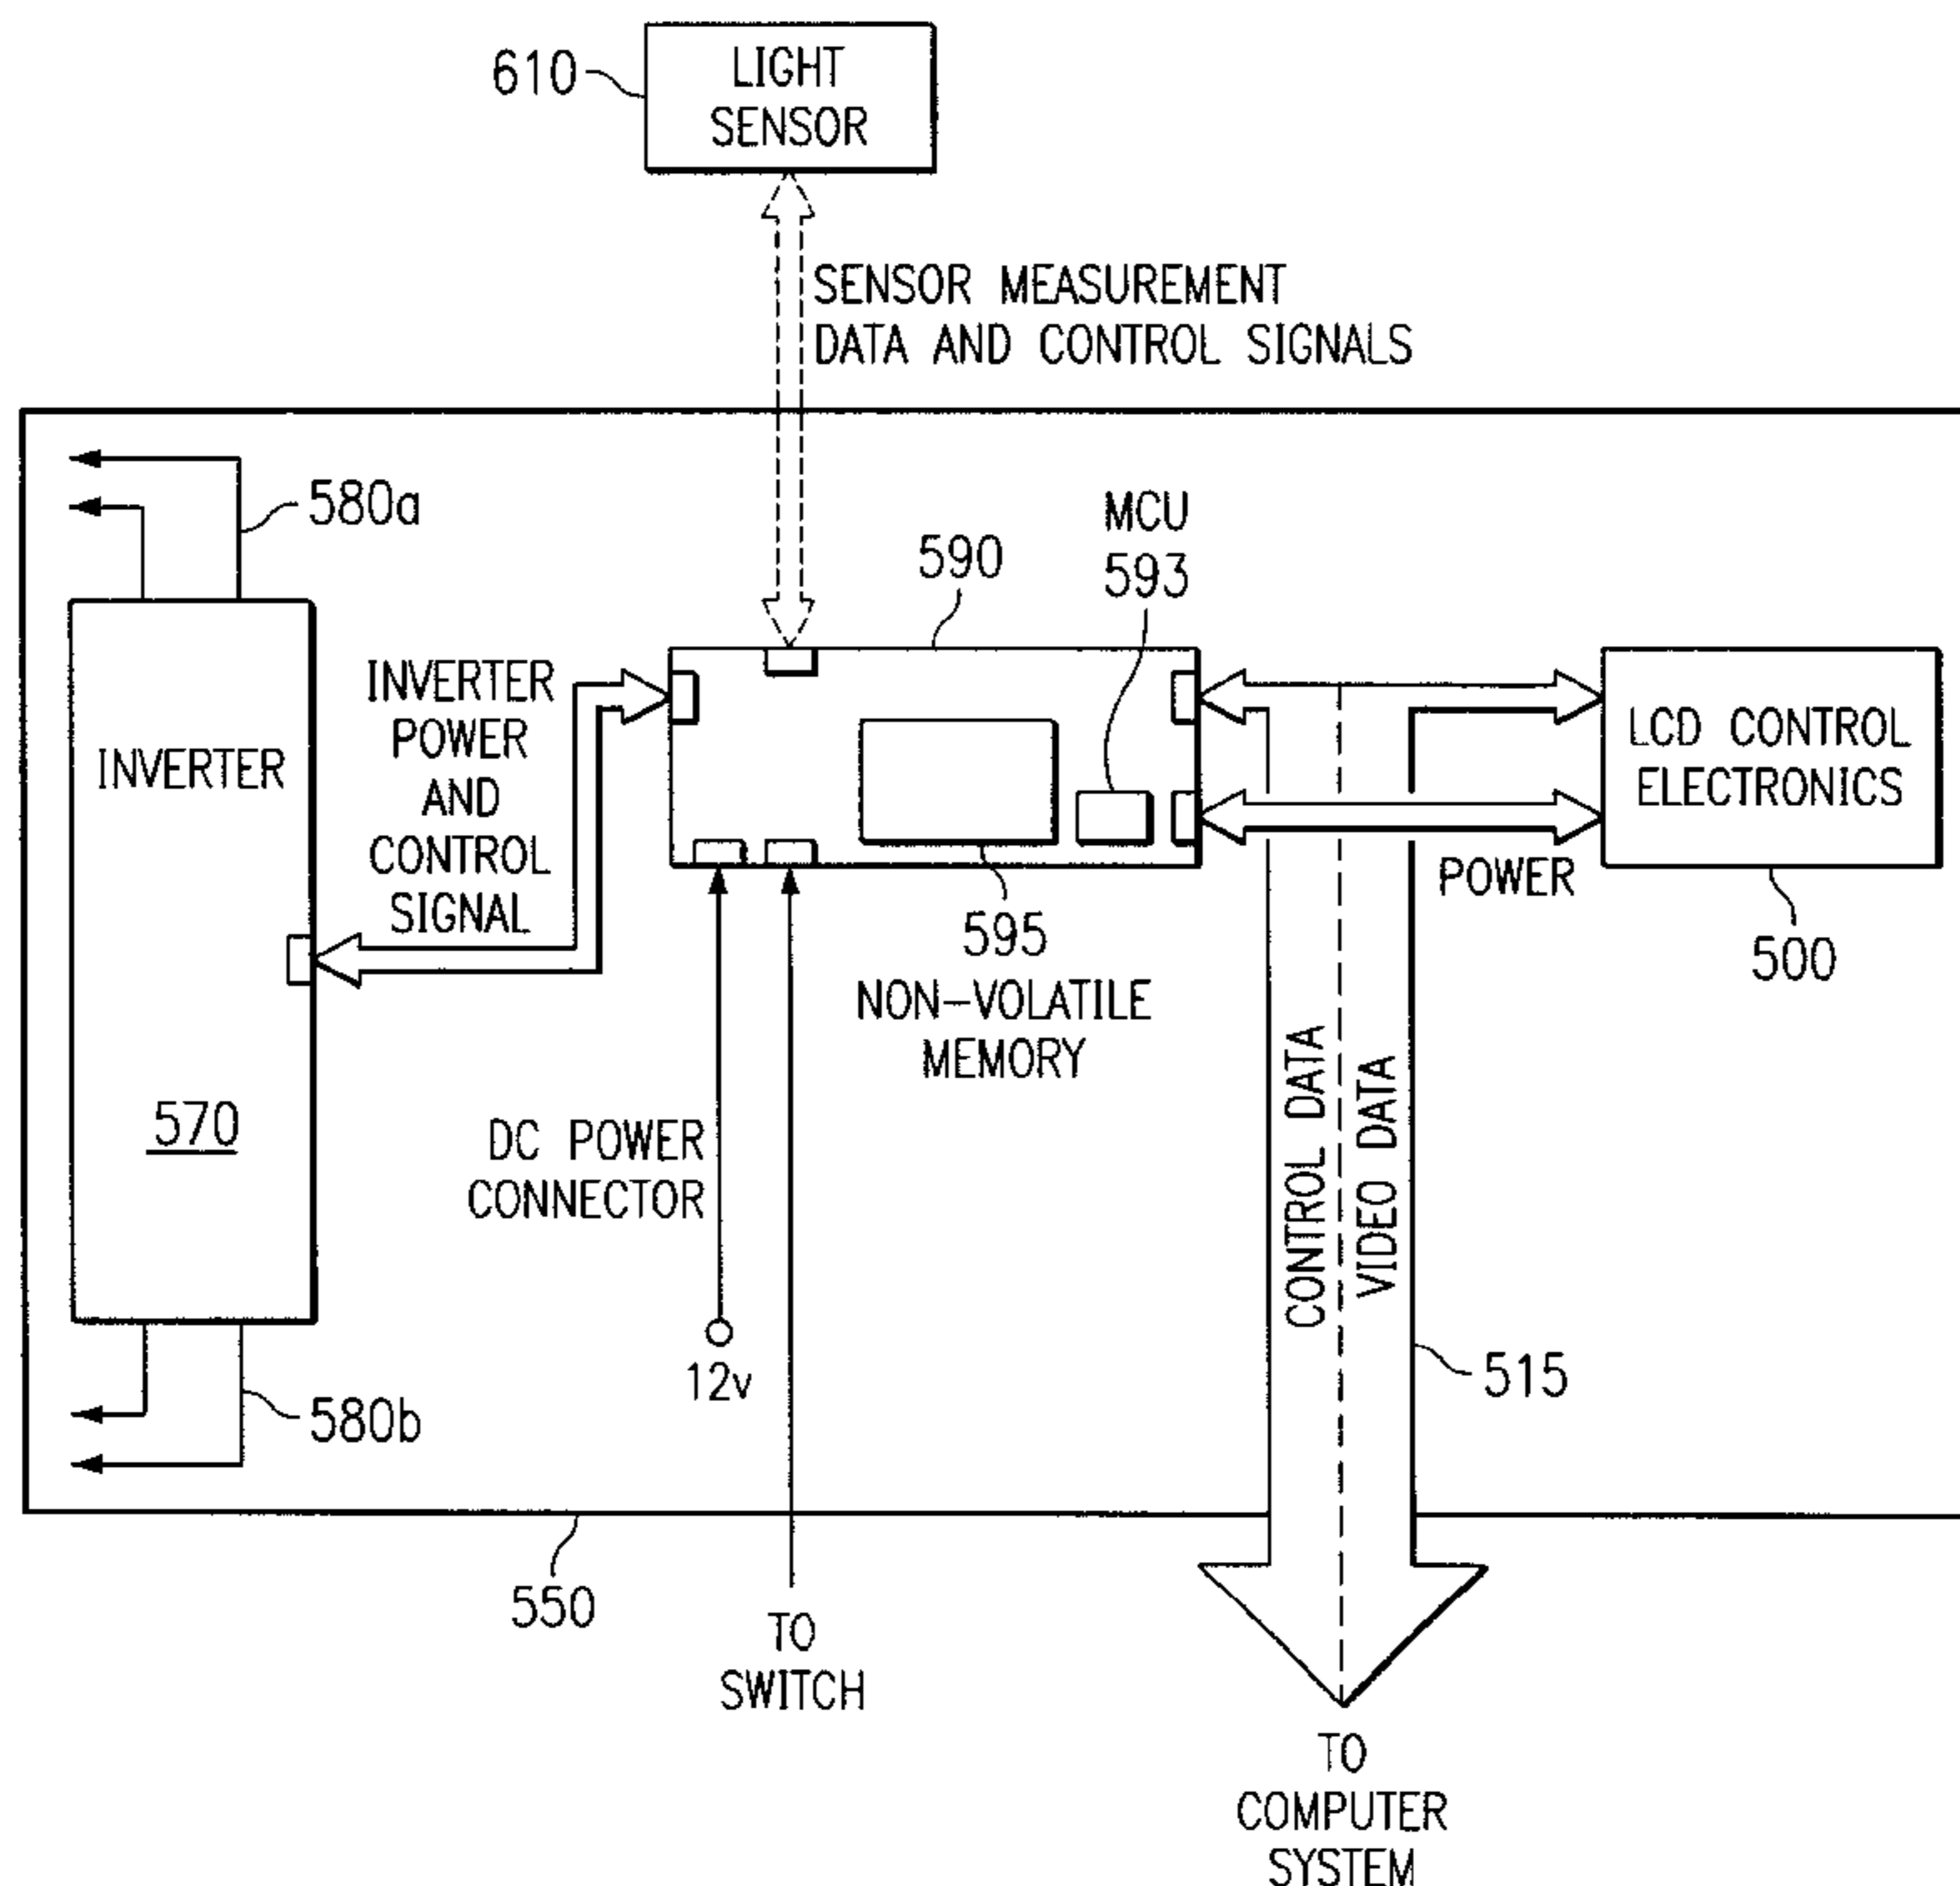 610
LIGHT
SENSOR
SENSOR MEASUREMENT
DATA AND CONTROL SIGNALS
580a
590
MCU
593
INVERTER
POWER
AND
CONTROL
SIGNAL
INVERTER
570
LCD CONTROL
ELECTRONICS
POWER
500
595
NON-VOLATILE
MEMORY
DC POWER
CONNECTOR
12v
CONTROL DATA
VIDEO DATA
515
580b
550
TO
SWITCH
TO
COMPUTER
SYSTEM